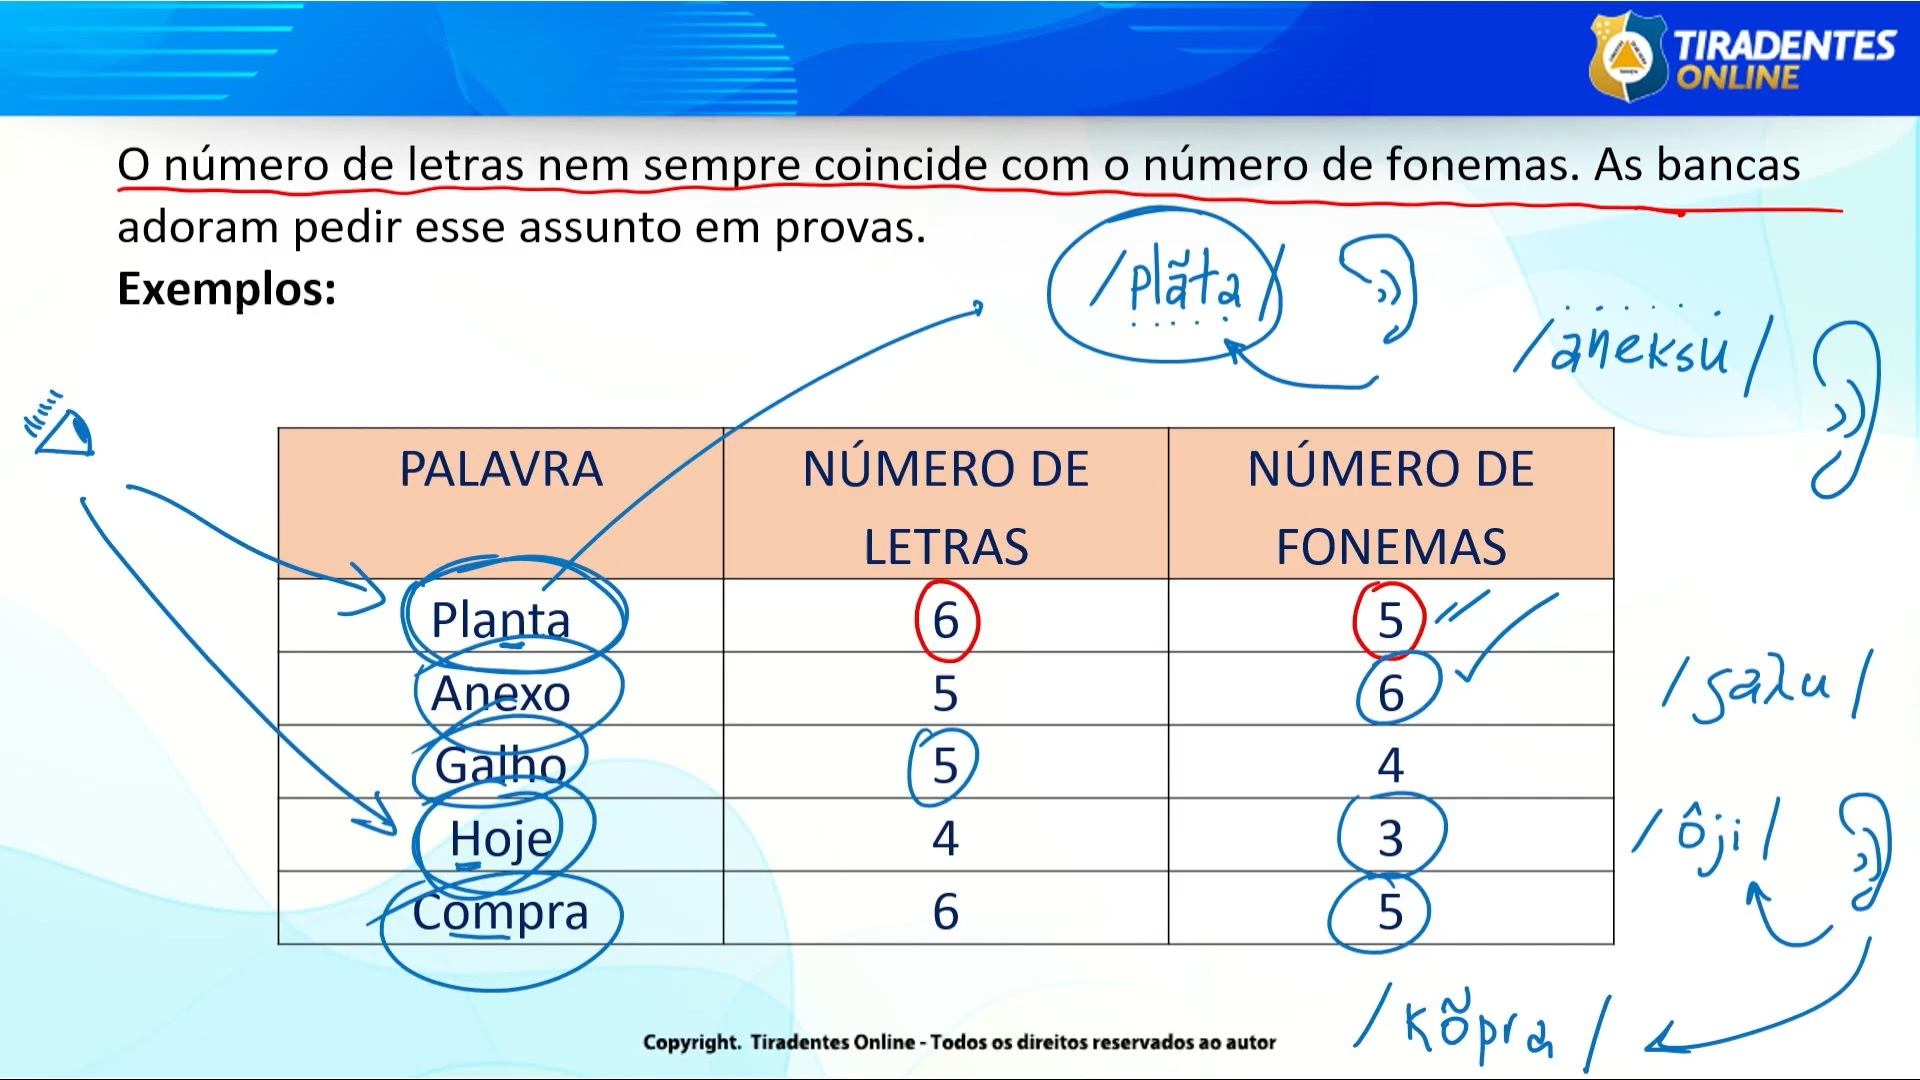 TIRADENTES
ONLINE
O número de letras nem sempre coincide com o número de fonemas. As bancas
adoram pedir esse assunto em provas.
Exemplos:
/plãta/
/aneksu/
PALAVRA NÚMERO DE LETRAS NÚMERO DE FONEMAS
Planta 6 5
Anexo 5 6
Galho 5 4
/gaλu/
Hoje 4 3
/ôji/
Compra 6 5
/kõpra/
Copyright. Tiradentes Online - Todos os direitos reservados ao autor